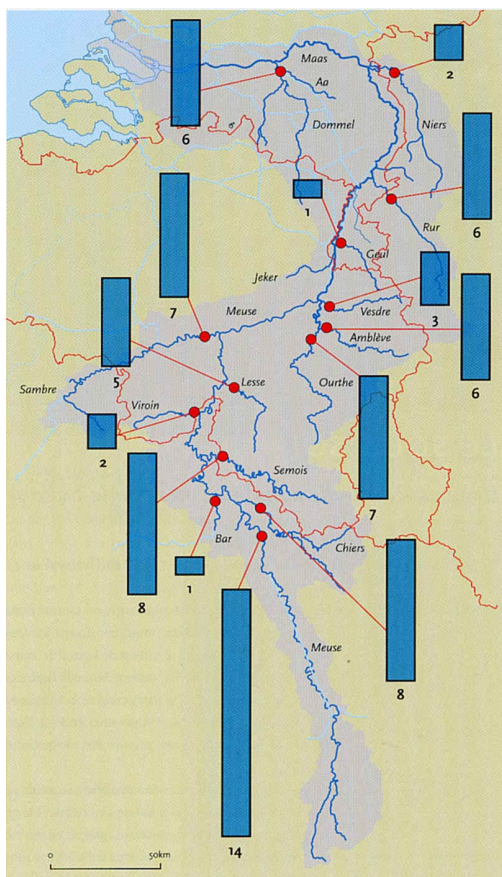 Maas
Aa
2
Dommel
Niers
6
1
6
Rur
Geul
Jeker
7
Meuse
Vesdre
3
Amblève
6
5
Lesse
Ourthe
Sambre
Viroin
2
Semois
7
8
Bar
Chiers
1
8
Meuse
14
0 50km